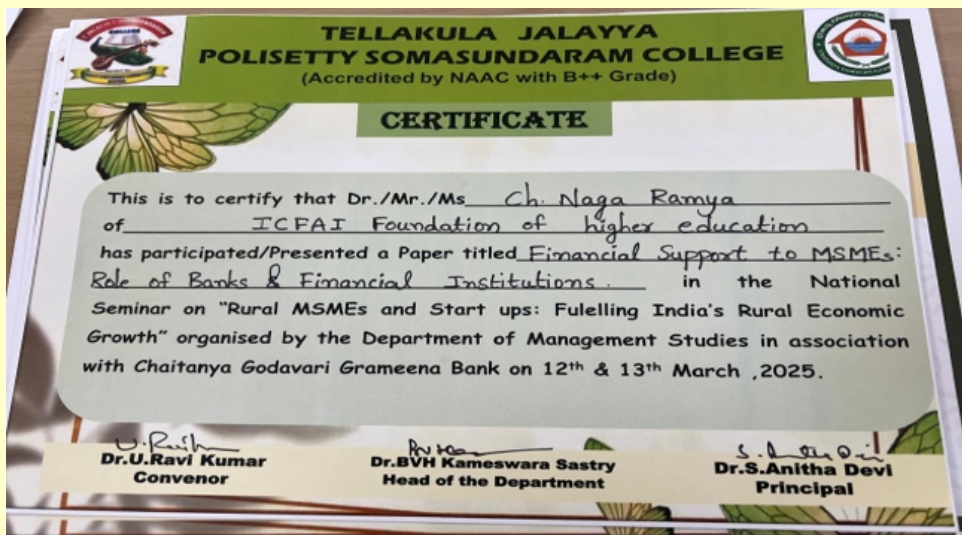 TELLAKULA JALAYYA
POLISETTY SOMASUNDARAM COLLEGE
(Accredited by NAAC with B++ Grade)
CERTIFICATE
This is to certify that Dr./Mr./Ms Ch. Naga Ramya
of ICFAI Foundation of higher education
has participated/Presented a Paper titled Financial Support to MSMEs:
Role of Banks & Financial Institutions. in the National
Seminar on "Rural MSMEs and Start ups: Fulelling India's Rural Economic
Growth" organised by the Department of Management Studies in association
with Chaitanya Godavari Grameena Bank on 12th & 13th March ,2025.
Dr.U.Ravi Kumar
Convenor
Dr.BVH Kameswara Sastry
Head of the Department
Dr.S.Anitha Devi
Principal